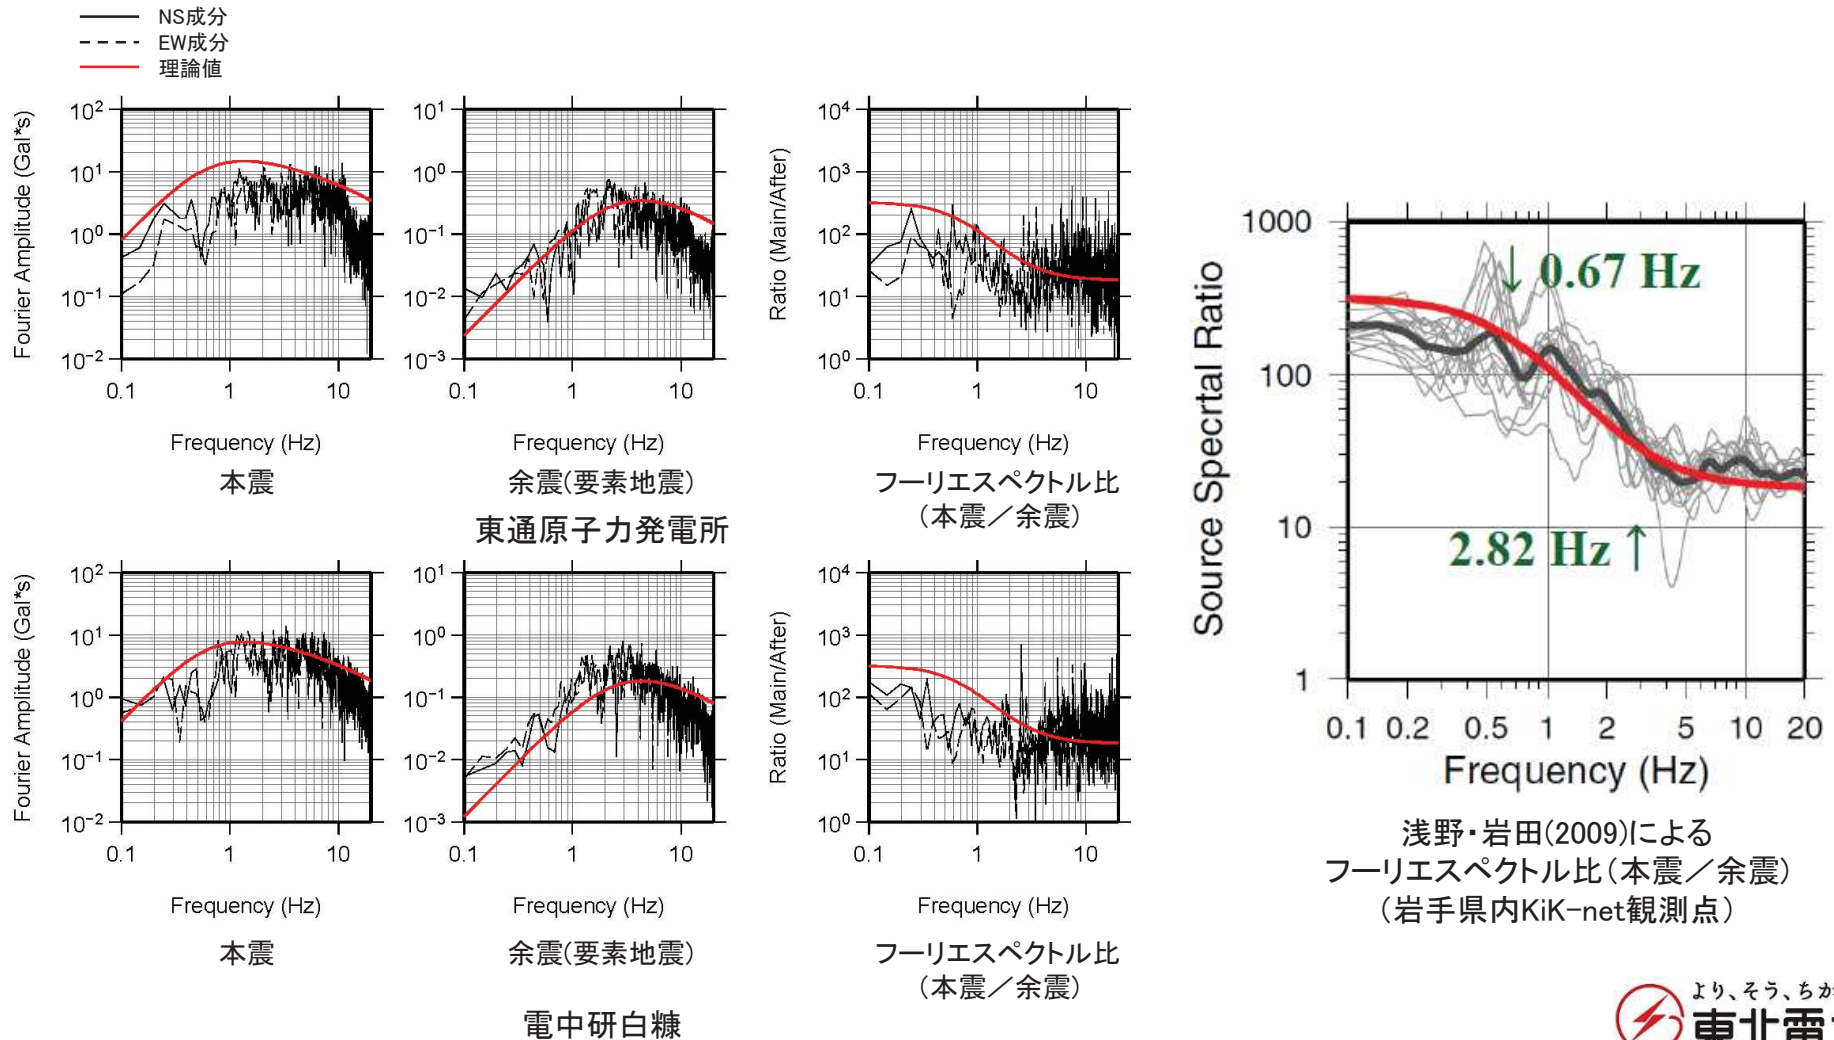 NS成分
EW成分
理論値
Fourier Amplitude (Gal*s)
10² 10¹ 10⁰ 10⁻¹ 10⁻²
0.1 1 10
Frequency (Hz)
本震
10¹ 10⁰ 10⁻¹ 10⁻² 10⁻³
0.1 1 10
Frequency (Hz)
余震(要素地震)
Ratio (Main/After)
10⁴ 10³ 10² 10¹ 10⁰
0.1 1 10
Frequency (Hz)
フーリエスペクトル比
（本震／余震）
東通原子力発電所
Fourier Amplitude (Gal*s)
10² 10¹ 10⁰ 10⁻¹ 10⁻²
0.1 1 10
Frequency (Hz)
本震
10¹ 10⁰ 10⁻¹ 10⁻² 10⁻³
0.1 1 10
Frequency (Hz)
余震(要素地震)
Ratio (Main/After)
10⁴ 10³ 10² 10¹ 10⁰
0.1 1 10
Frequency (Hz)
フーリエスペクトル比
（本震／余震）
電中研白糠
Source Specrtal Ratio
1000
100
10
1
↓ 0.67 Hz
2.82 Hz ↑
0.1 0.2 0.5 1 2 5 10 20
Frequency (Hz)
浅野・岩田(2009)による
フーリエスペクトル比（本震／余震）
（岩手県内KiK-net観測点）
より、そう、ちか
東北電